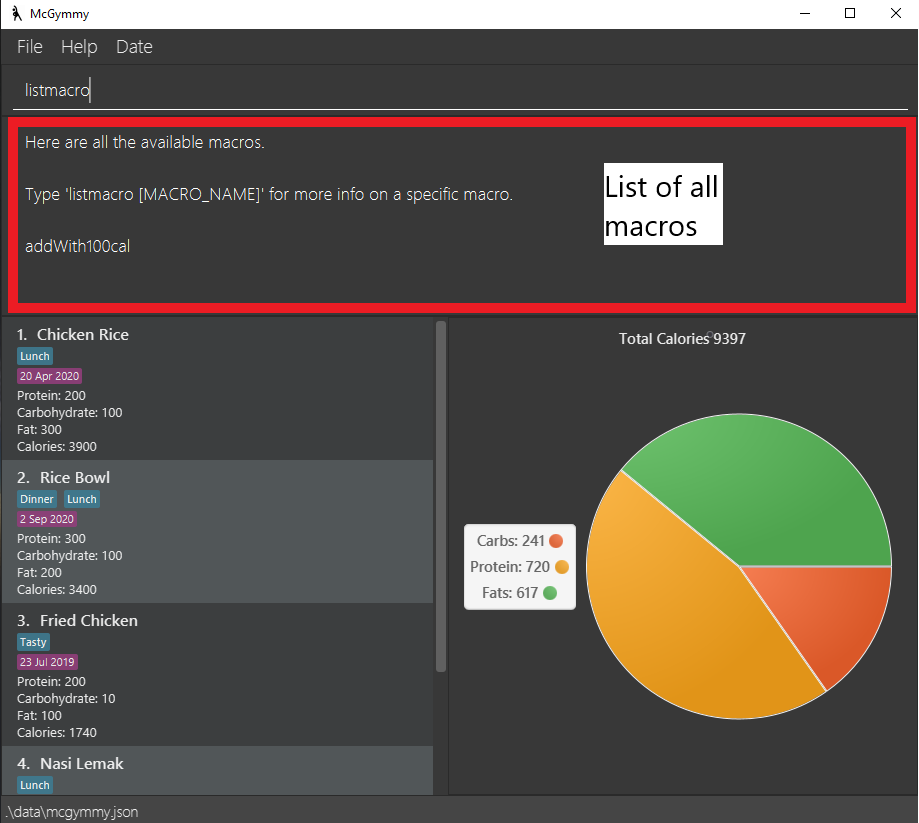 McGymmy
File Help Date
listmacro
Here are all the available macros.
Type 'listmacro [MACRO_NAME]' for more info on a specific macro.
addWith100cal
List of all
macros
1. Chicken Rice
Lunch
20 Apr 2020
Protein: 200
Carbohydrate: 100
Fat: 300
Calories: 3900
2. Rice Bowl
Dinner Lunch
2 Sep 2020
Protein: 300
Carbohydrate: 100
Fat: 200
Calories: 3400
3. Fried Chicken
Tasty
23 Jul 2019
Protein: 200
Carbohydrate: 10
Fat: 100
Calories: 1740
4. Nasi Lemak
Lunch
Total Calories 9397
Carbs: 241
Protein: 720
Fats: 617
.\data\mcgymmy.json